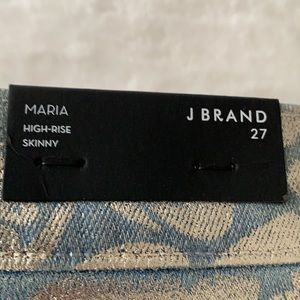 MARIA
HIGH-RISE
SKINNY
J BRAND
27